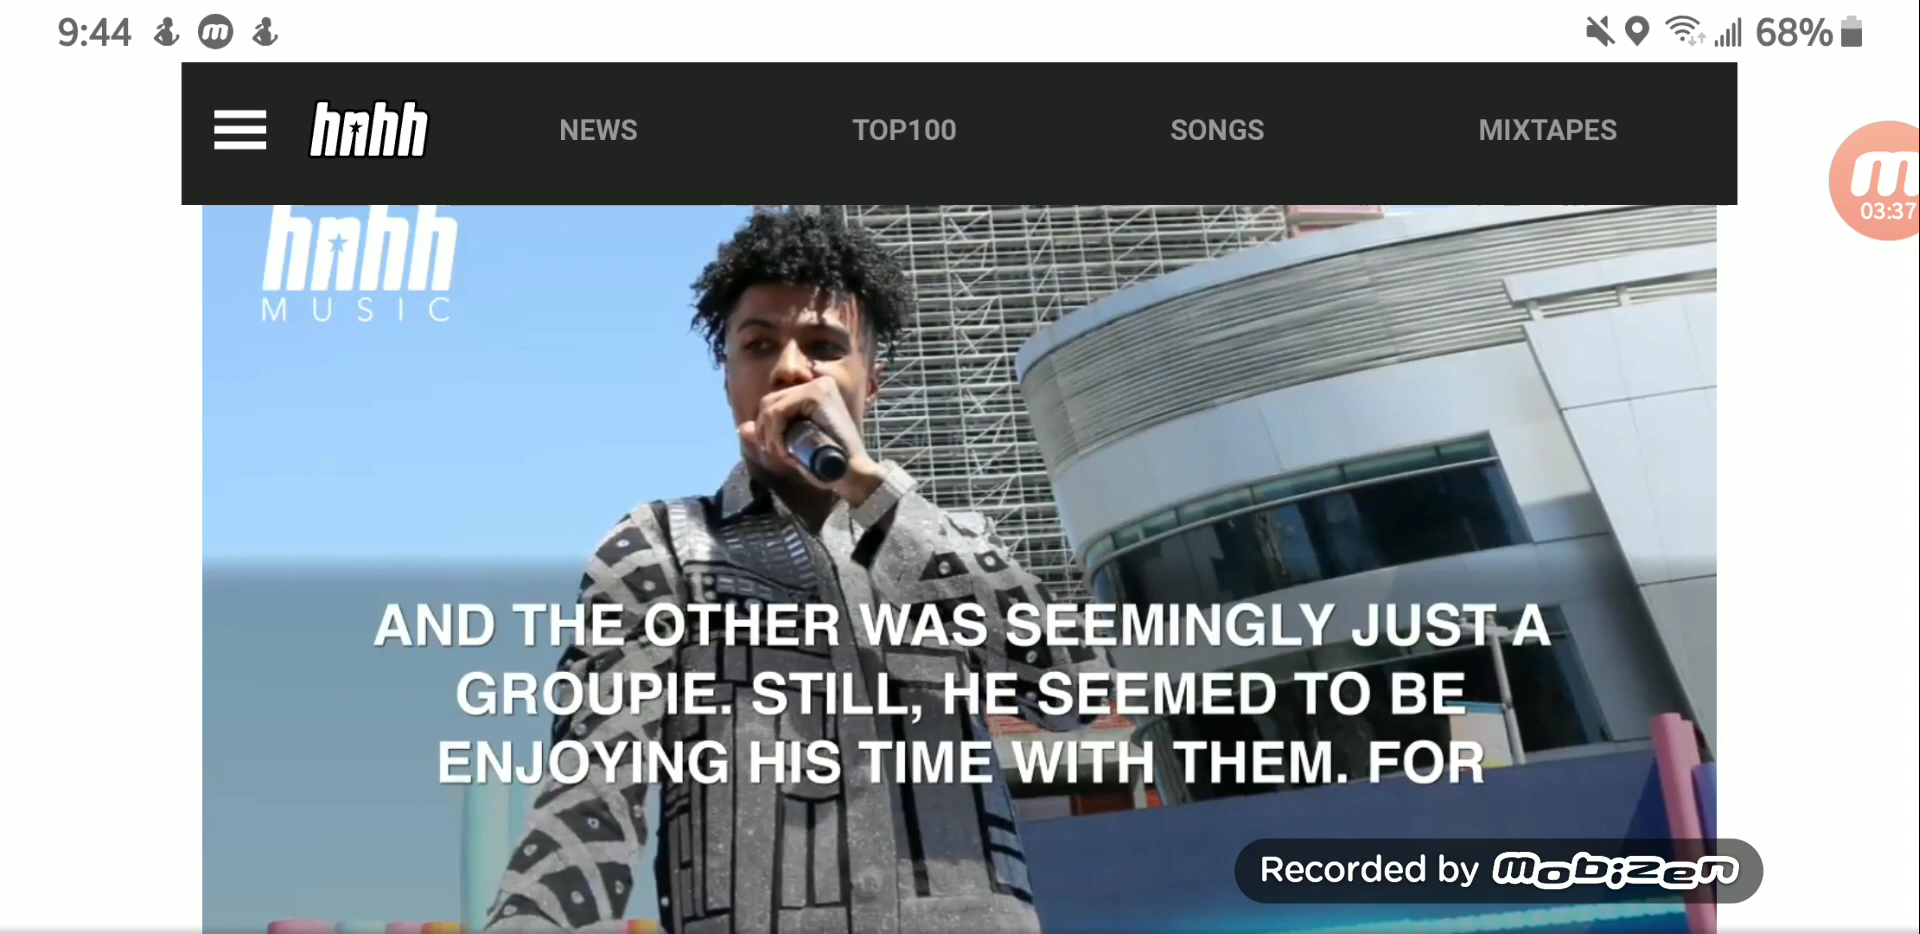 9:44 m 68%
hnhh NEWS TOP100 SONGS MIXTAPES
m
03:37
hnhh
MUSIC
AND THE OTHER WAS SEEMINGLY JUST A
GROUPIE. STILL, HE SEEMED TO BE
ENJOYING HIS TIME WITH THEM. FOR
Recorded by mobizen